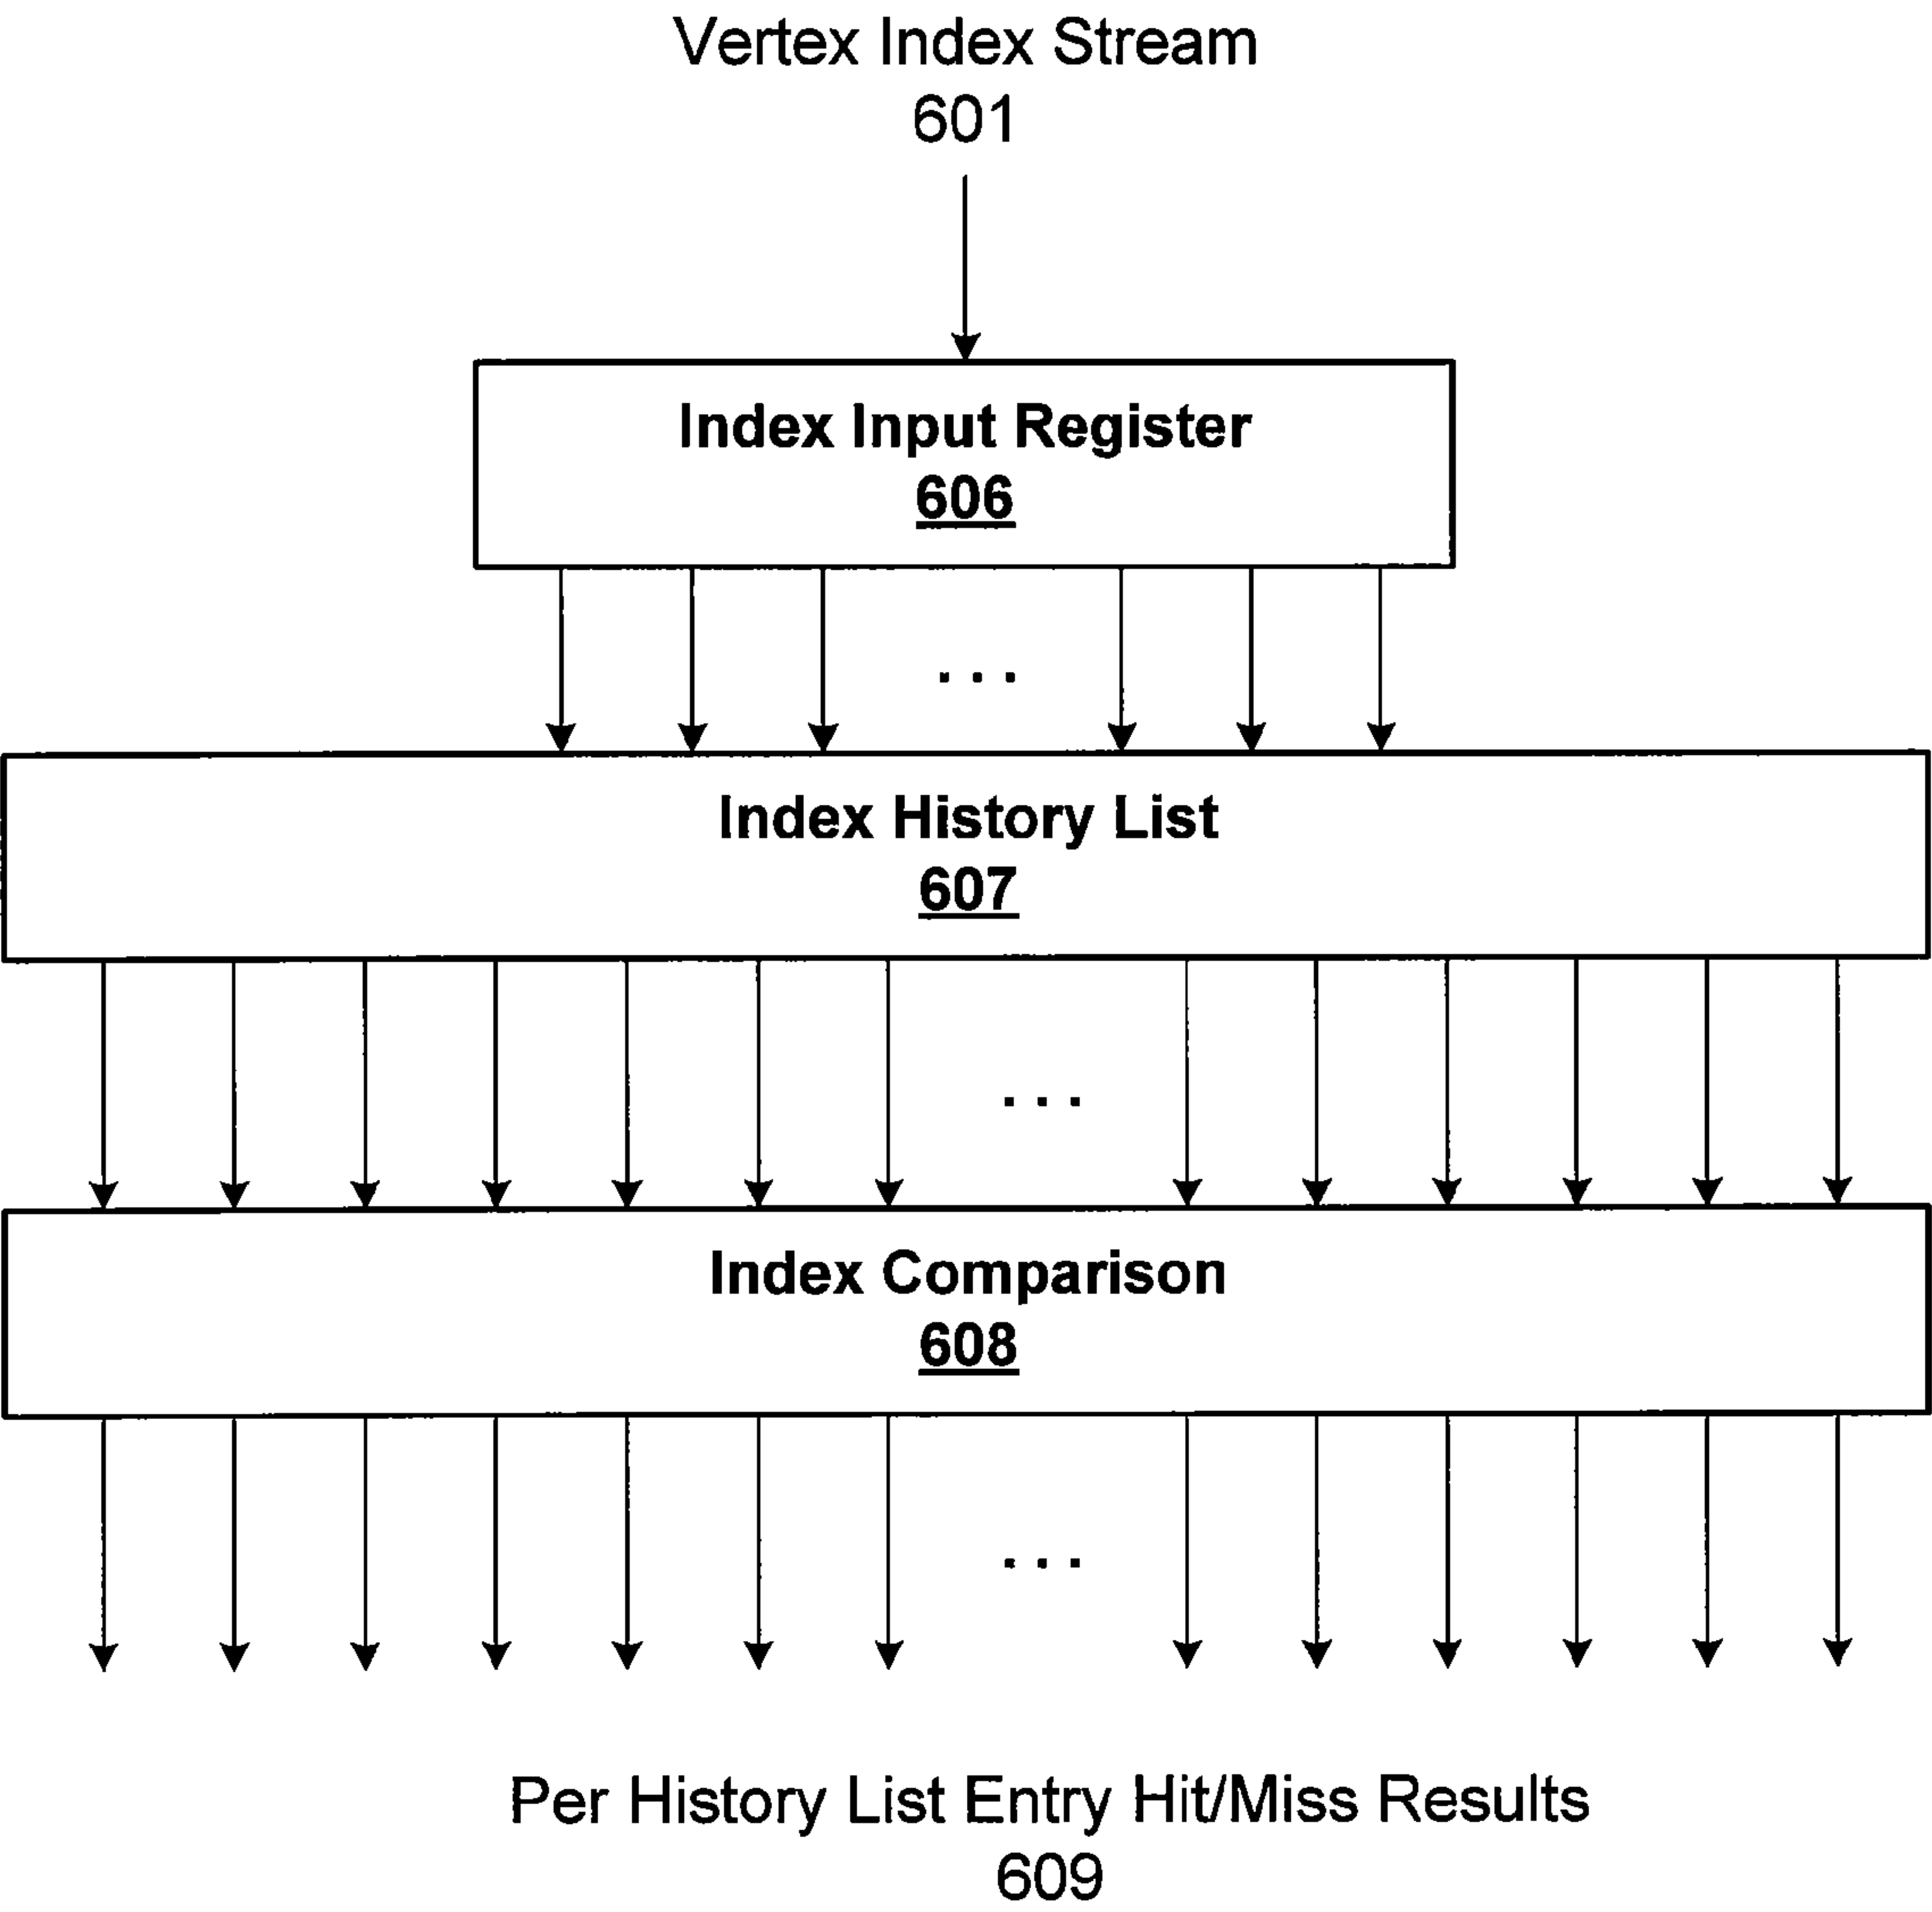 Vertex Index Stream
601
Index Input Register
606
...
Index History List
607
...
Index Comparison
608
...
Per History List Entry Hit/Miss Results
609